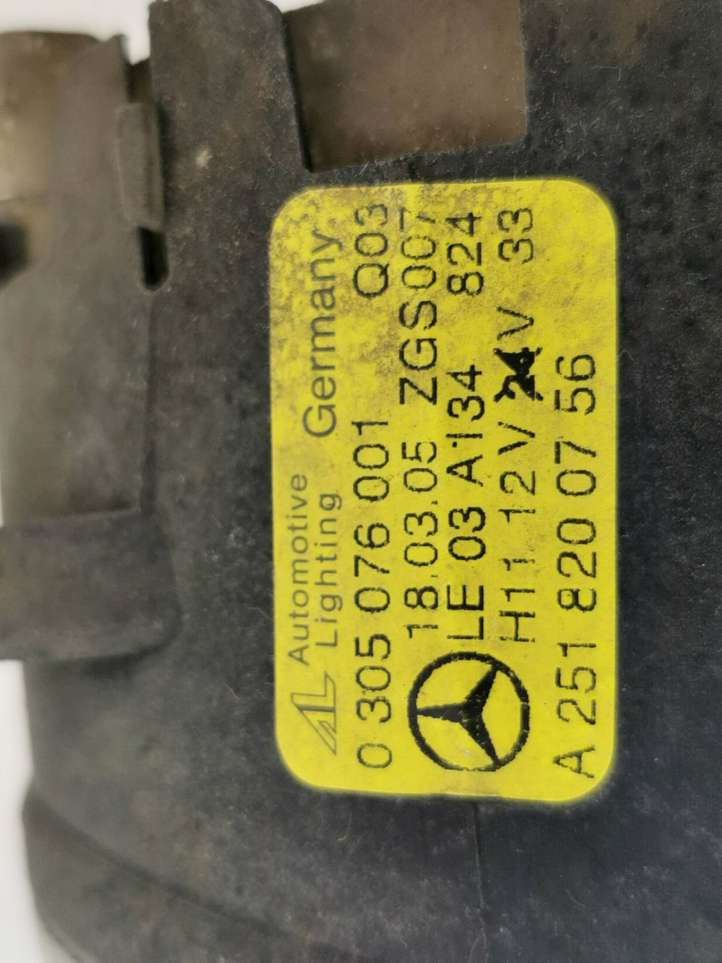 AL Automotive
Lighting Germany
0 305 076 001 Q03
18.03.05 ZGS007
LE 03 A134 824
H11 12V V 33
A 251 820 07 56